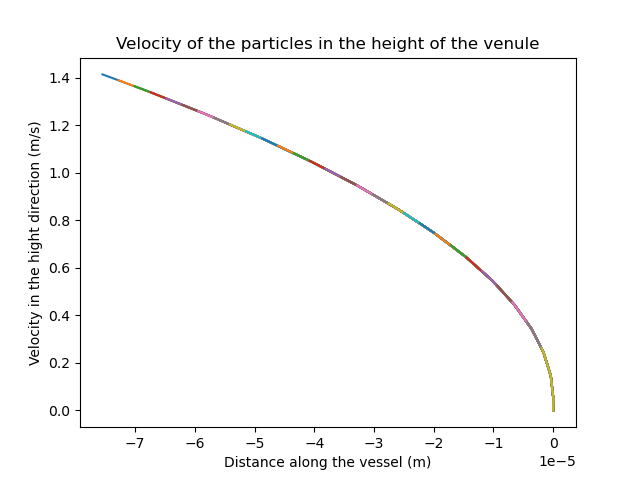 Velocity of the particles in the height of the venule
Velocity in the hight direction (m/s)
1.4
1.2
1.0
0.8
0.6
0.4
0.2
0.0
−7 −6 −5 −4 −3 −2 −1 0
1e−5
Distance along the vessel (m)